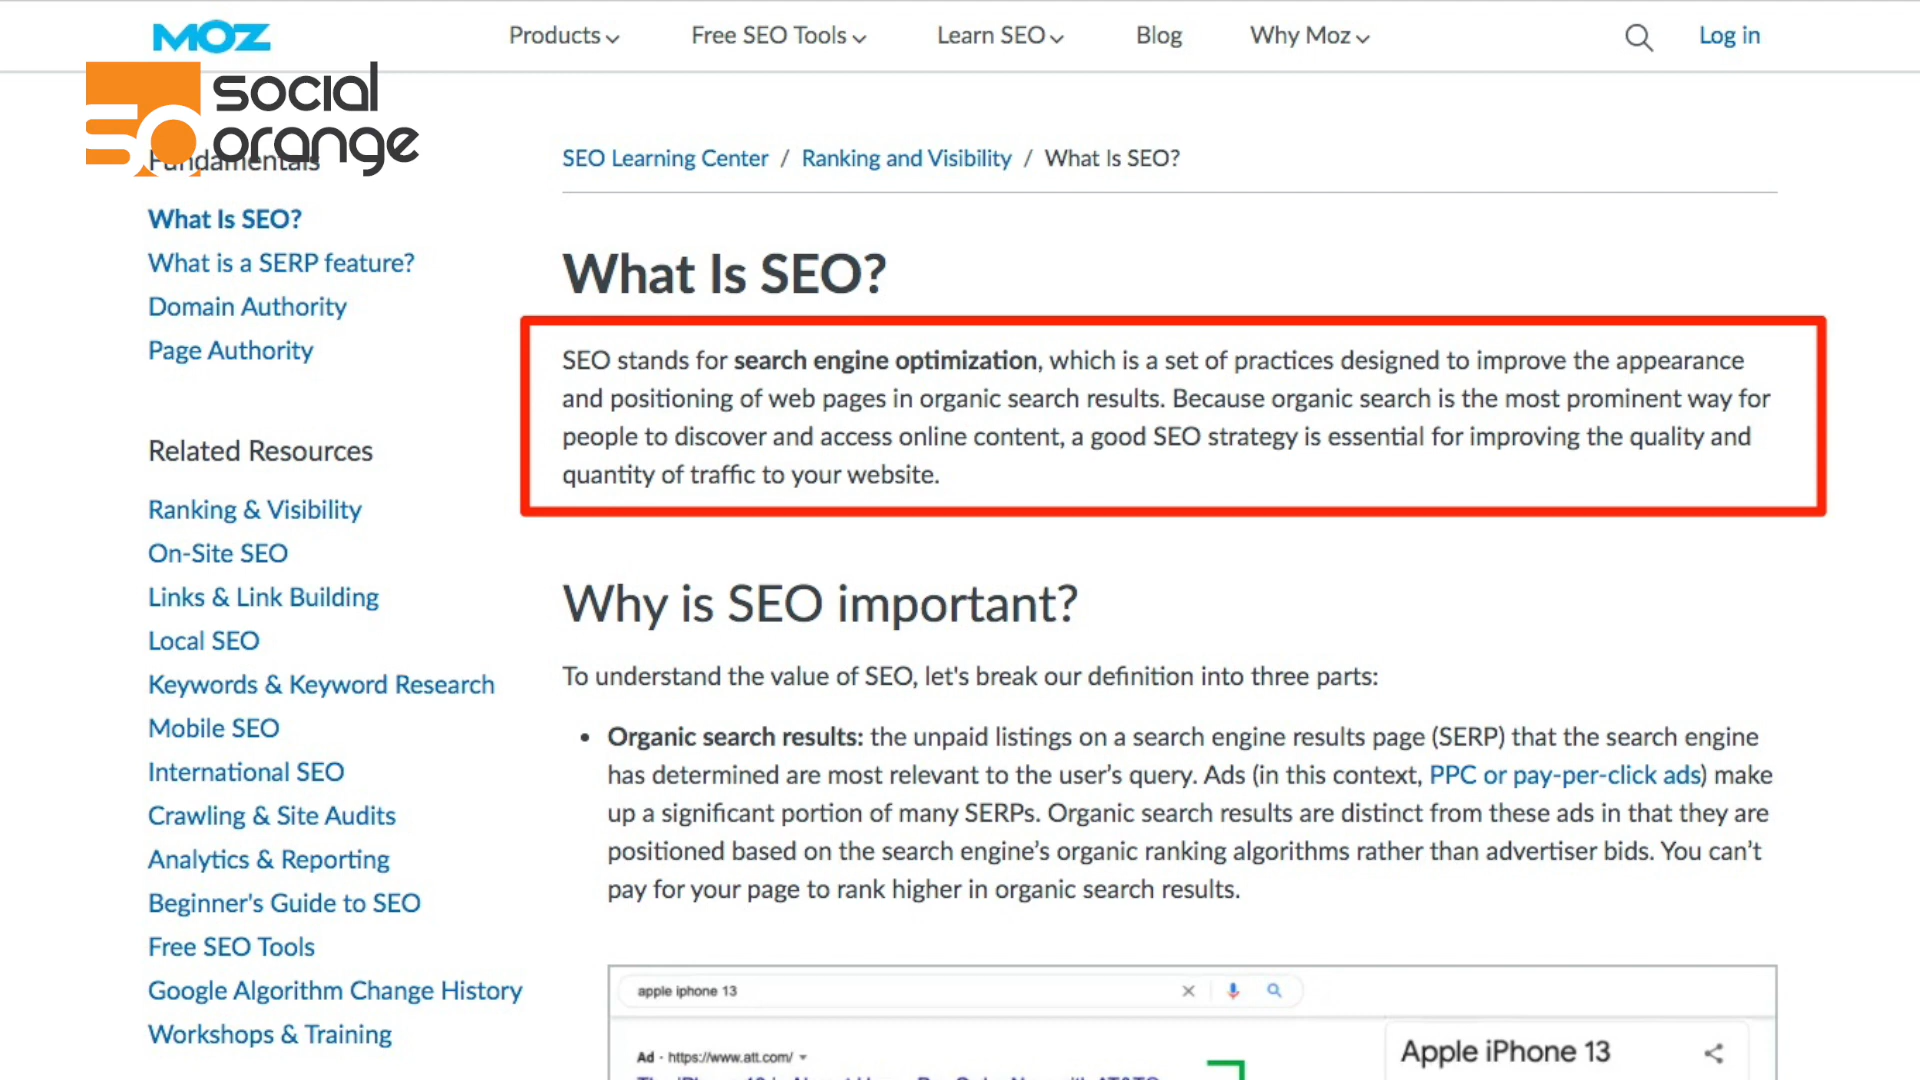 MOZ
Products
Free SEO Tools
Learn SEO
Blog
Why Moz
Log in
social
orange
Fundamentals
What Is SEO?
What is a SERP feature?
Domain Authority
Page Authority
Related Resources
Ranking & Visibility
On-Site SEO
Links & Link Building
Local SEO
Keywords & Keyword Research
Mobile SEO
International SEO
Crawling & Site Audits
Analytics & Reporting
Beginner's Guide to SEO
Free SEO Tools
Google Algorithm Change History
Workshops & Training
SEO Learning Center / Ranking and Visibility / What Is SEO?
What Is SEO?
SEO stands for search engine optimization, which is a set of practices designed to improve the appearance
and positioning of web pages in organic search results. Because organic search is the most prominent way for
people to discover and access online content, a good SEO strategy is essential for improving the quality and
quantity of traffic to your website.
Why is SEO important?
To understand the value of SEO, let's break our definition into three parts:
• Organic search results: the unpaid listings on a search engine results page (SERP) that the search engine
has determined are most relevant to the user’s query. Ads (in this context, PPC or pay-per-click ads) make
up a significant portion of many SERPs. Organic search results are distinct from these ads in that they are
positioned based on the search engine’s organic ranking algorithms rather than advertiser bids. You can’t
pay for your page to rank higher in organic search results.
apple iphone 13
Ad · https://www.att.com/
Apple iPhone 13